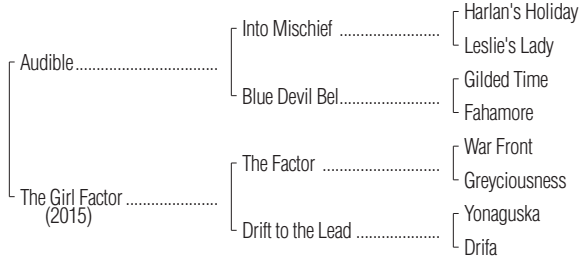 Harlan's Holiday
Into Mischief ....................
Leslie's Lady
Audible................................
Gilded Time
Blue Devil Bel.......................
Fahamore
War Front
The Factor ...........................
Greyciousness
The Girl Factor .....................
(2015)
Yonaguska
Drift to the Lead ...................
Drifa